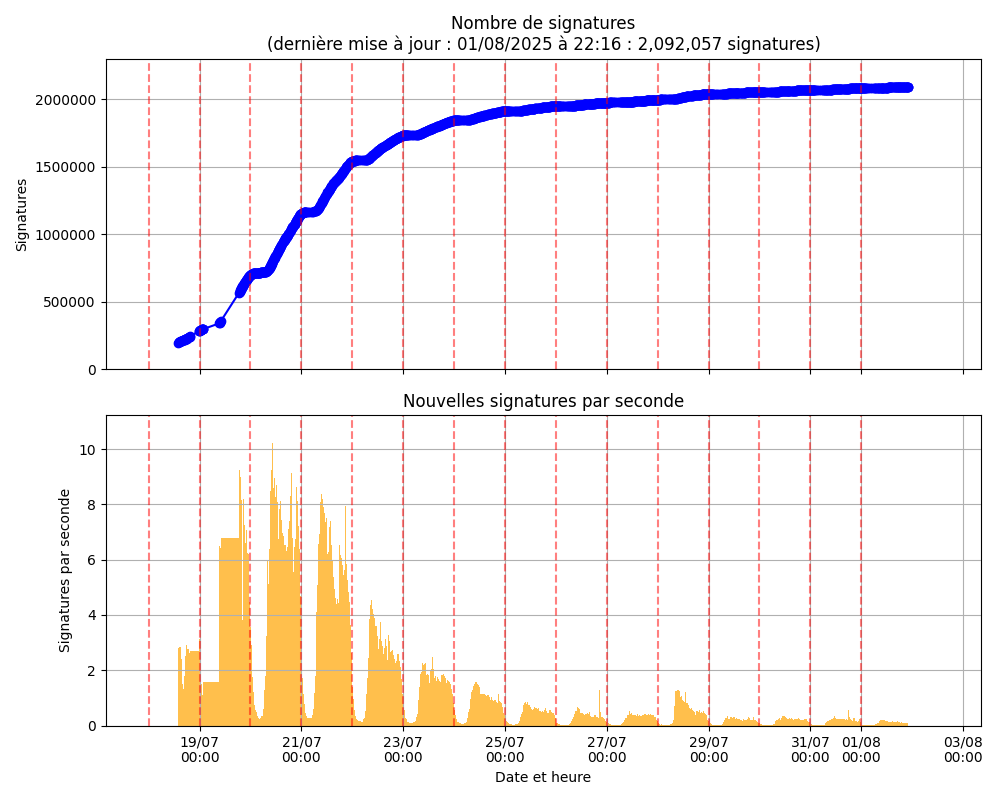 Nombre de signatures
(dernière mise à jour : 01/08/2025 à 22:16 : 2,092,057 signatures)
Signatures
2000000
1500000
1000000
500000
0
Nouvelles signatures par seconde
Signatures par seconde
10
8
6
4
2
0
19/07 21/07 23/07 25/07 27/07 29/07 31/07 01/08 03/08
00:00 00:00 00:00 00:00 00:00 00:00 00:00 00:00 00:00
Date et heure